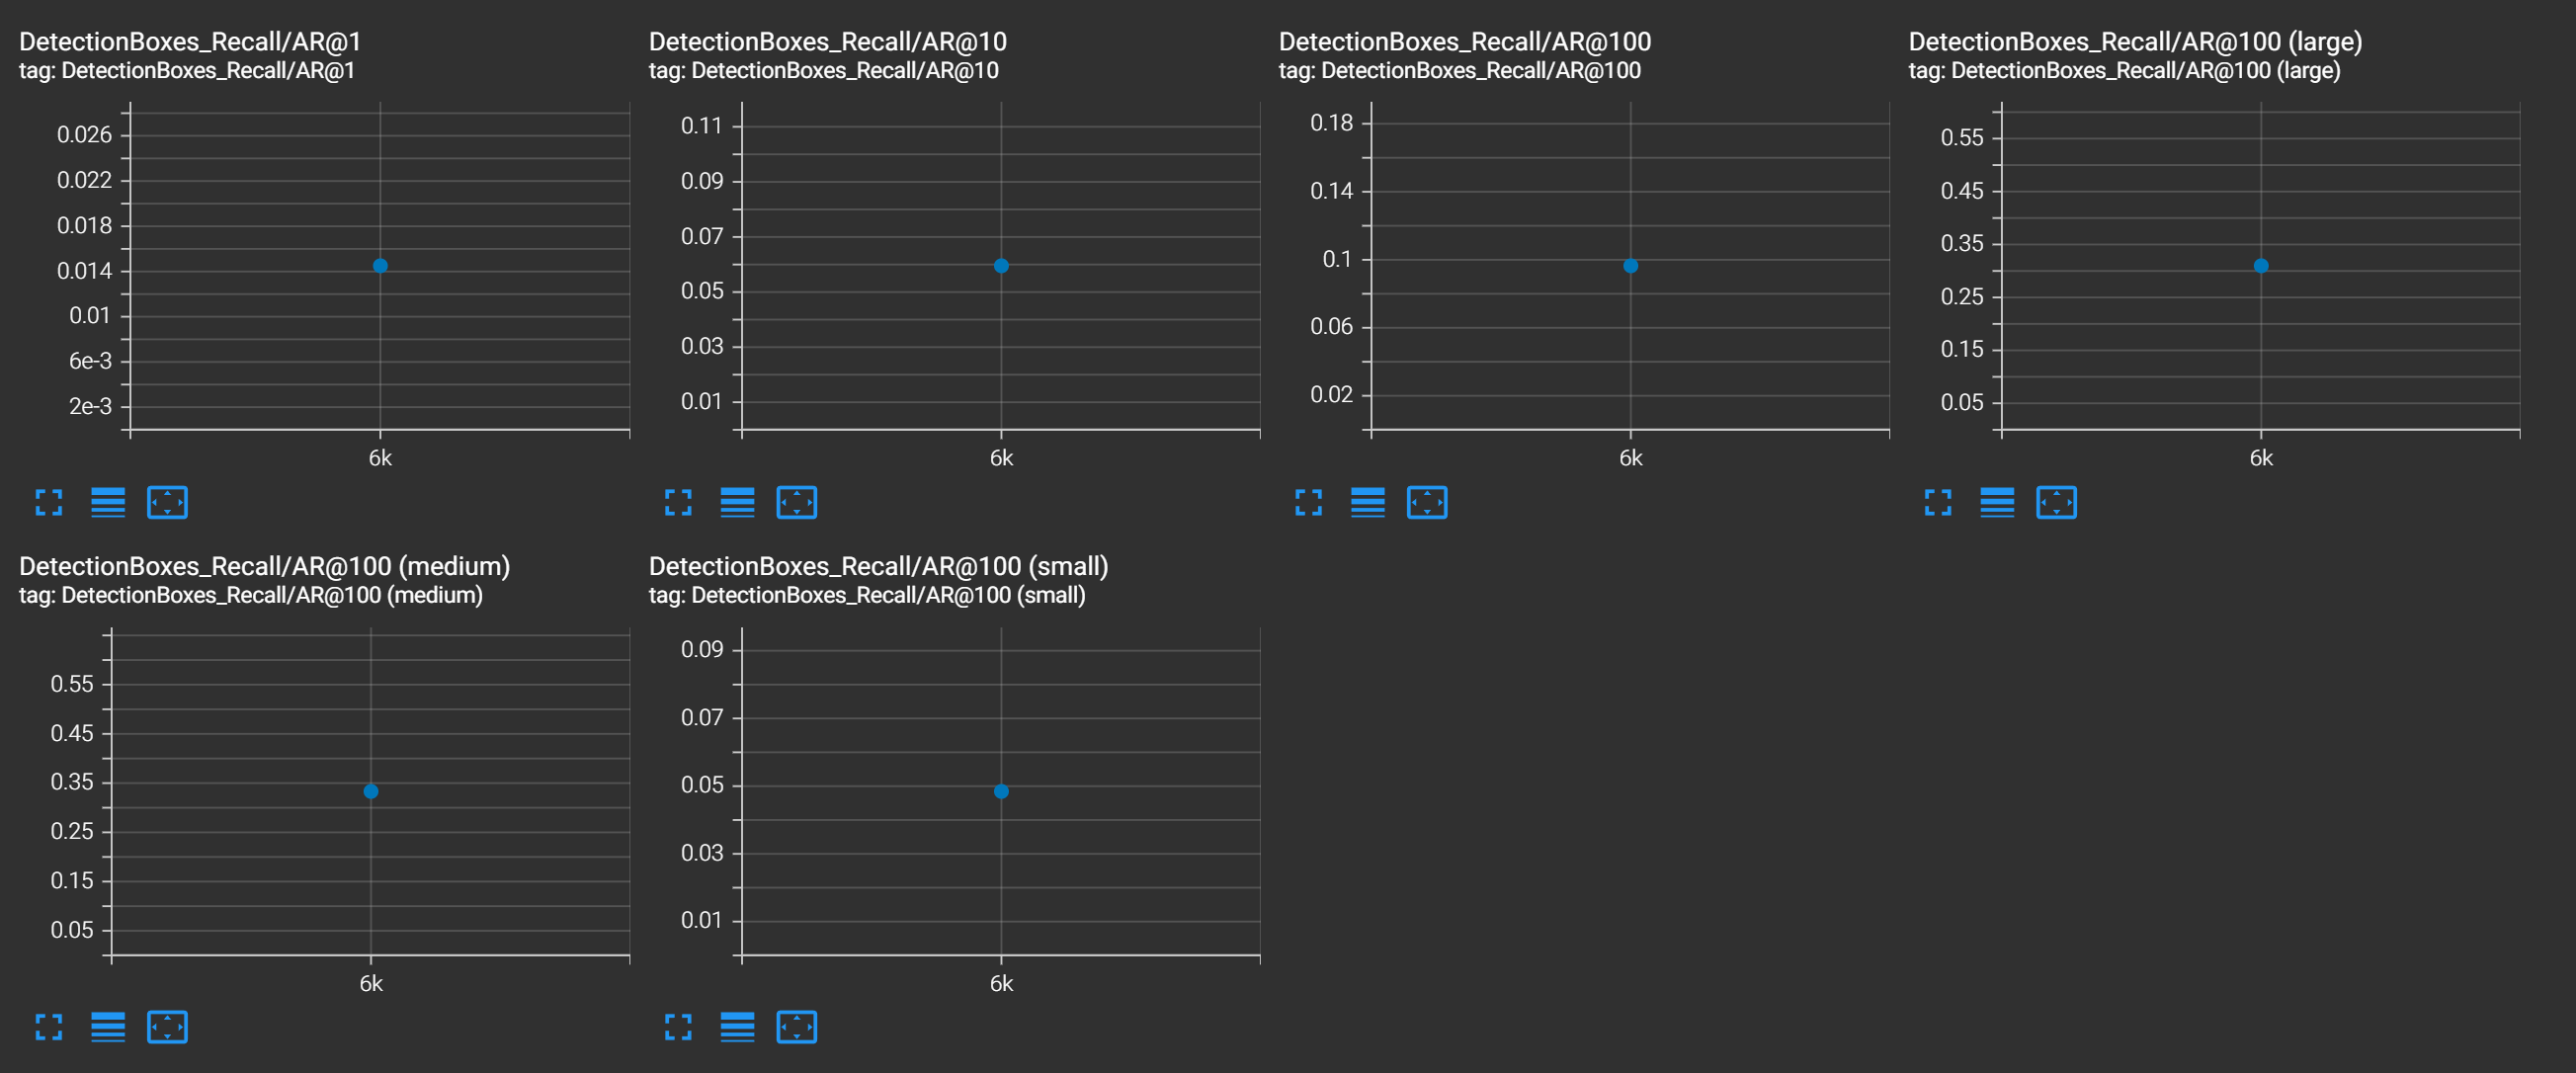 DetectionBoxes_Recall/AR@1
tag: DetectionBoxes_Recall/AR@1
0.026
0.022
0.018
0.014
0.01
6e-3
2e-3
6k
DetectionBoxes_Recall/AR@10
tag: DetectionBoxes_Recall/AR@10
0.11
0.09
0.07
0.05
0.03
0.01
6k
DetectionBoxes_Recall/AR@100
tag: DetectionBoxes_Recall/AR@100
0.18
0.14
0.1
0.06
0.02
6k
DetectionBoxes_Recall/AR@100 (large)
tag: DetectionBoxes_Recall/AR@100 (large)
0.55
0.45
0.35
0.25
0.15
0.05
6k
DetectionBoxes_Recall/AR@100 (medium)
tag: DetectionBoxes_Recall/AR@100 (medium)
0.55
0.45
0.35
0.25
0.15
0.05
6k
DetectionBoxes_Recall/AR@100 (small)
tag: DetectionBoxes_Recall/AR@100 (small)
0.09
0.07
0.05
0.03
0.01
6k